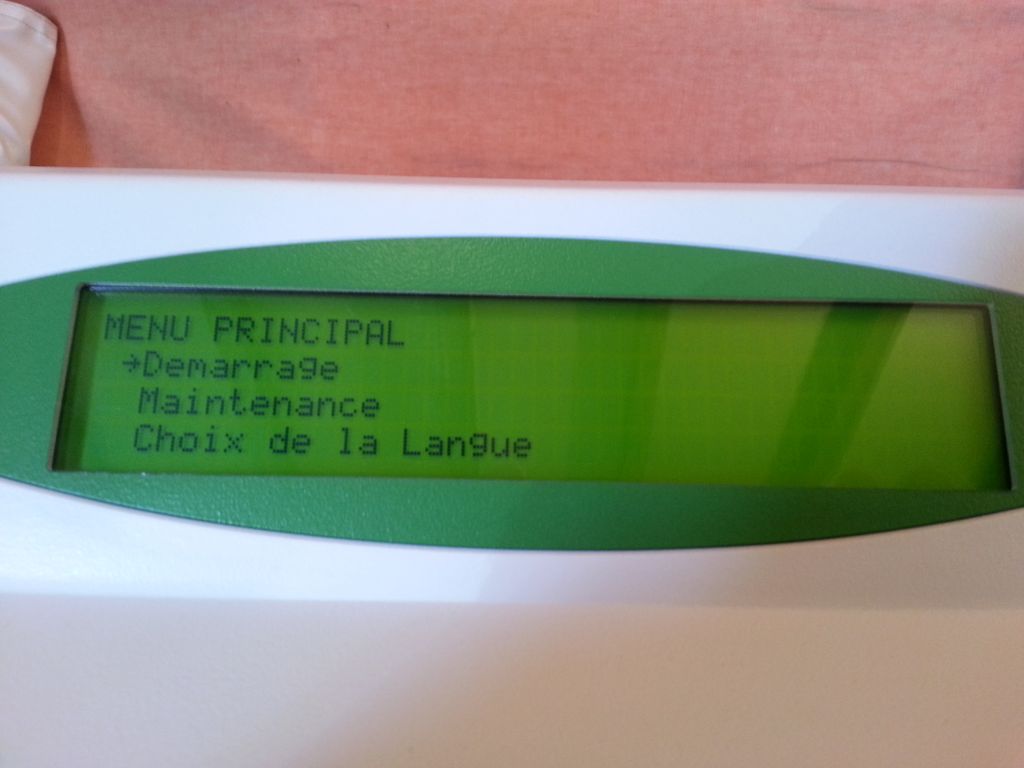 MENU PRINCIPAL
→Demarrage
Maintenance
Choix de la Langue